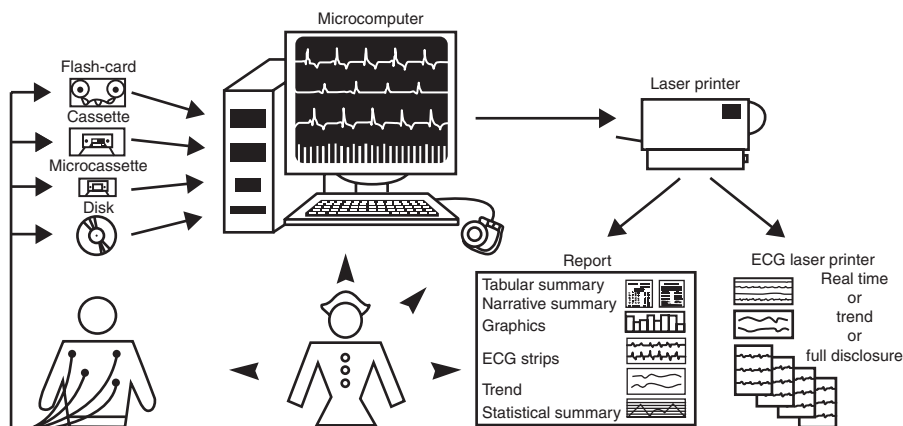 Microcomputer
Flash-card
Cassette
Microcassette
Disk
Laser printer
Report
Tabular summary
Narrative summary
Graphics
ECG strips
Trend
Statistical summary
ECG laser printer
Real time
or
trend
or
full disclosure